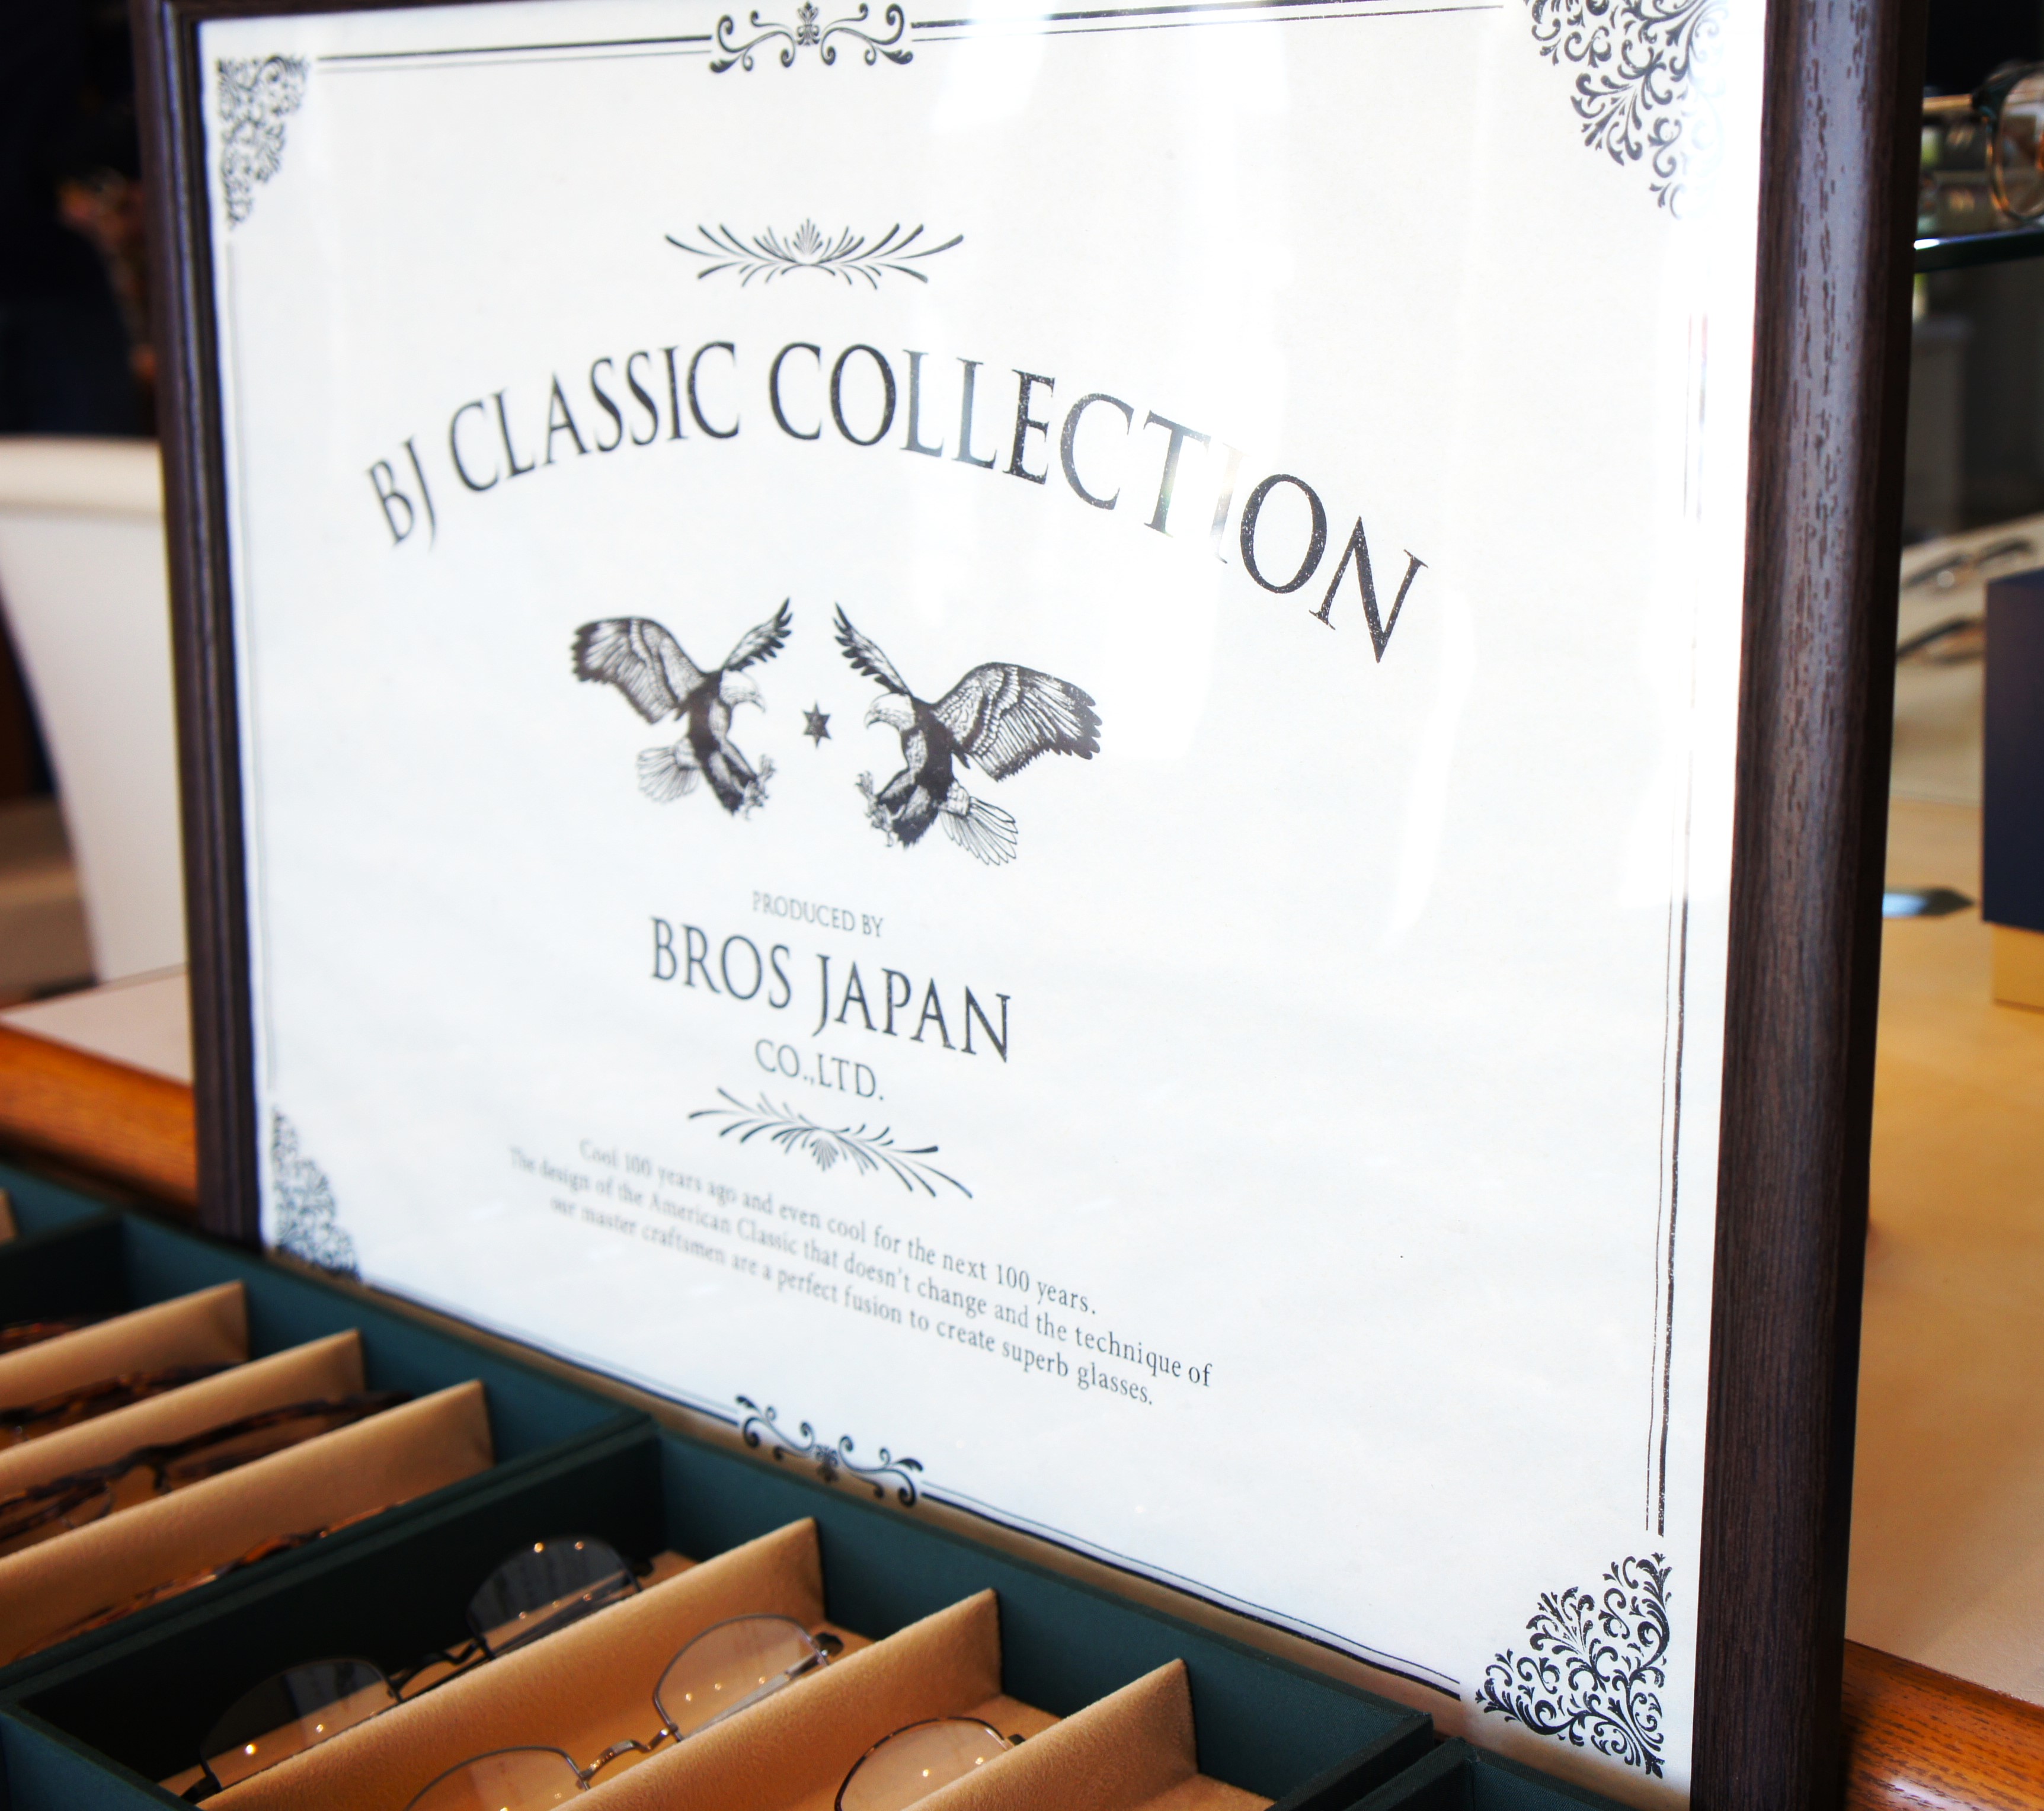 BJ CLASSIC COLLECTION
PRODUCED BY
BROS JAPAN
CO.,LTD.
Cool 100 years ago and even cool for the next 100 years.
The design of the American Classic that doesn't change and the technique of
our master craftsmen are a perfect fusion to create superb glasses.